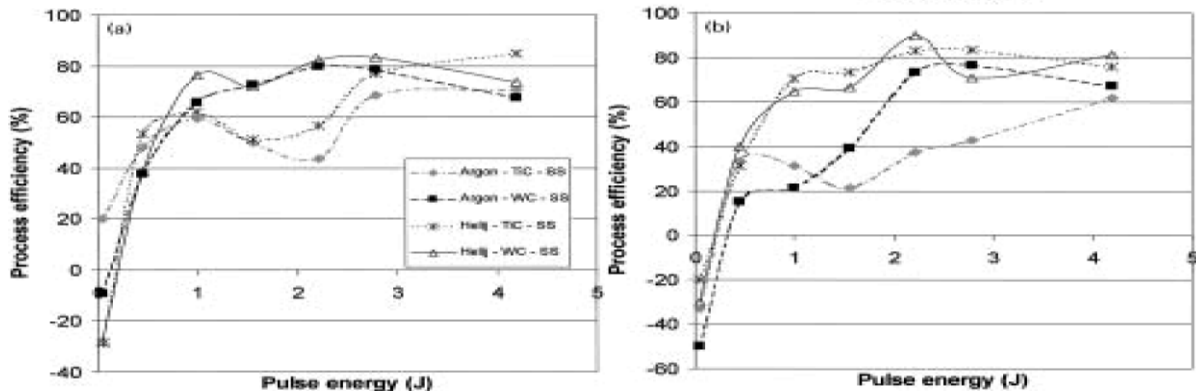 (a)
100
80
60
40
20
0
-20
-40
0
1
2
3
4
5
Process efficiency (%)
Pulse energy (J)
Argon - TiC - SS
Argon - WC - SS
Helij - TiC - SS
Helij - WC - SS
(b)
100
80
60
40
20
0
-20
-40
-60
0
1
2
3
4
5
Process efficiency (%)
Pulse energy (J)